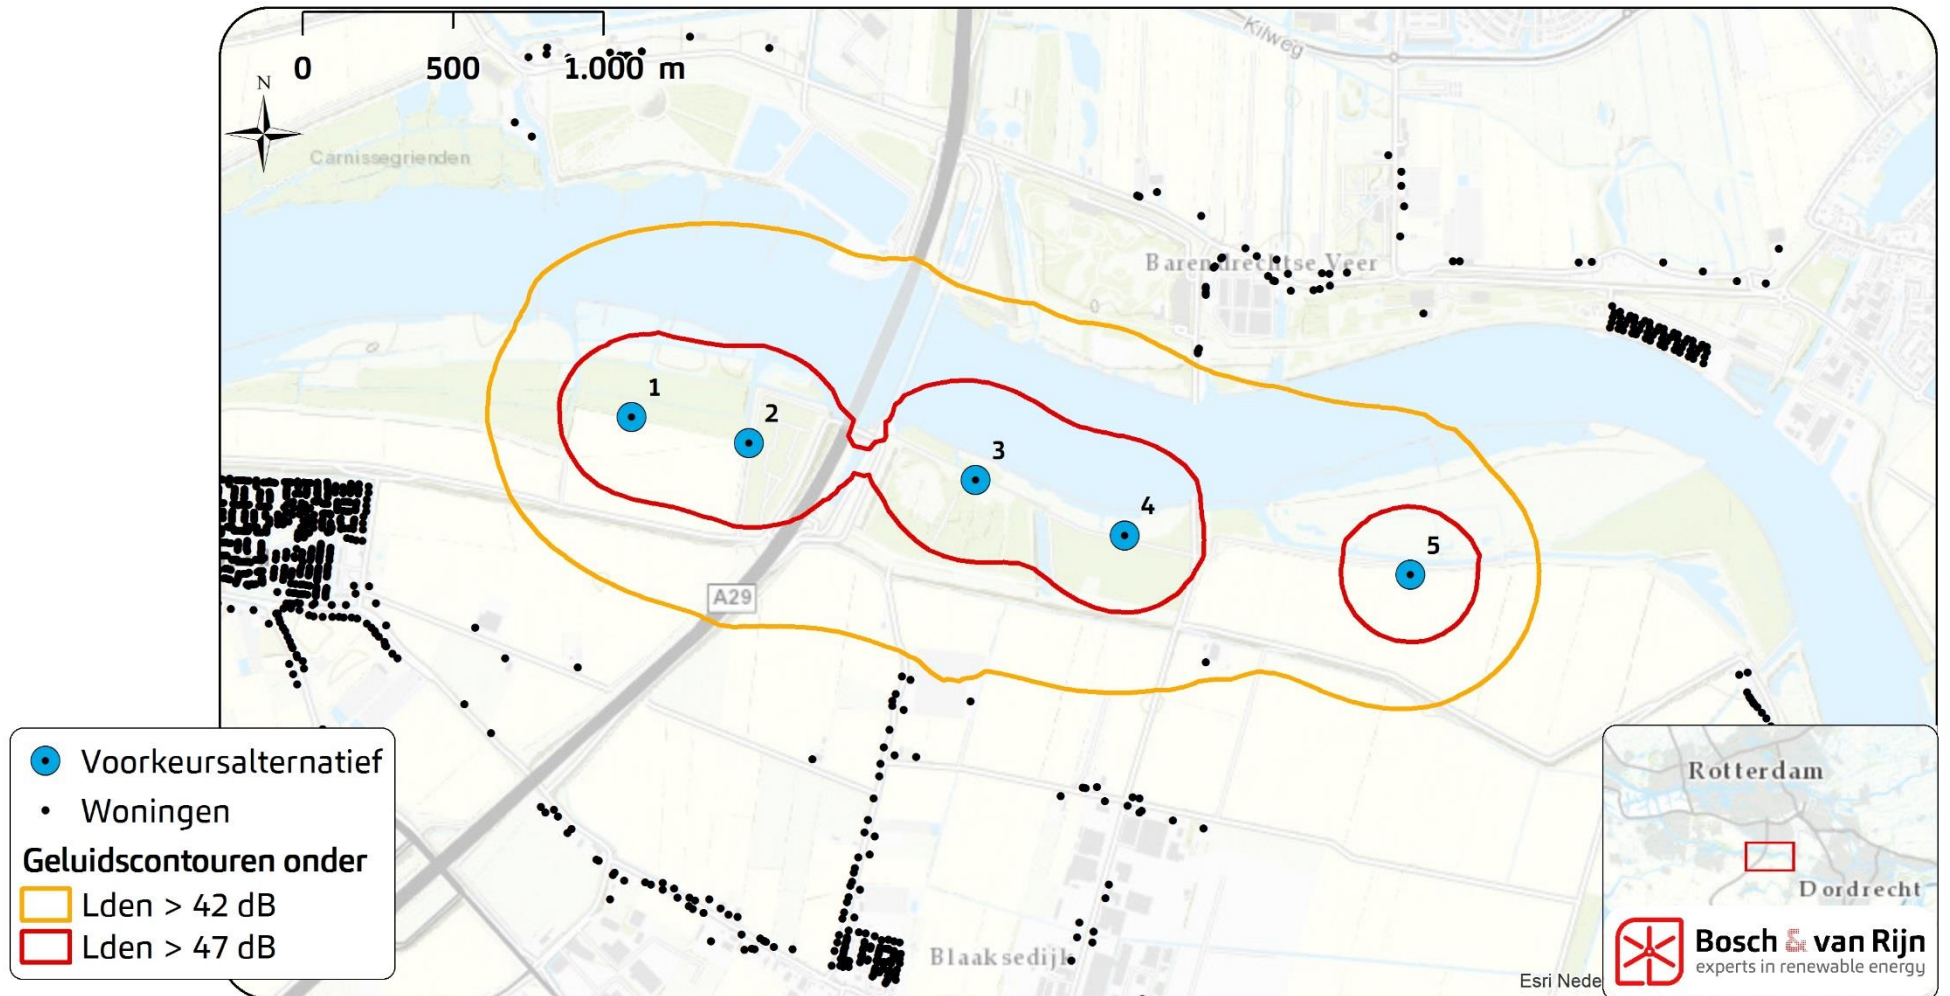 Kilweg
0 500 1.000 m
N
Carnissegrienden
Barendrechtse Veer
1
2
3
4
5
A29
Voorkeursalternatief
Woningen
Geluidscontouren onder
Lden > 42 dB
Lden > 47 dB
Blaaksedijk
Rotterdam
Dordrecht
Bosch & van Rijn
experts in renewable energy
Esri Nede